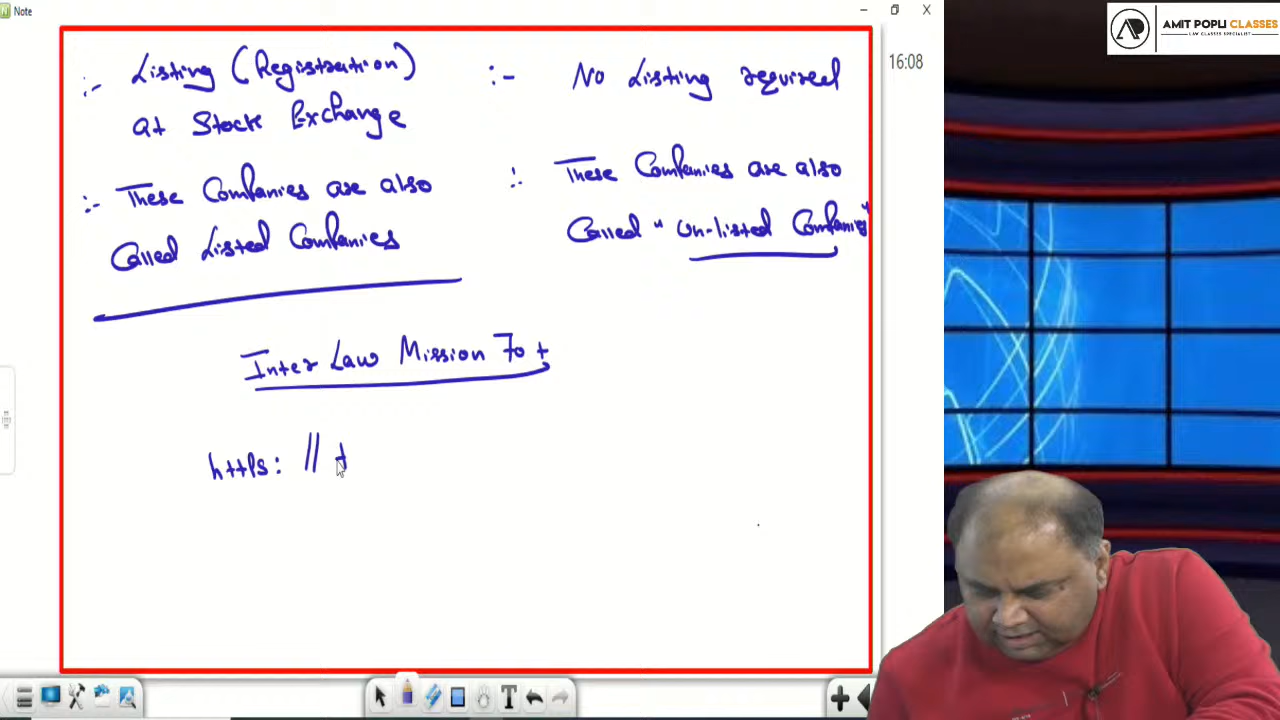 Note
AMIT POPLI CLASSES
LAW CLASSES SPECIALIST
AP
16:08
:- Listing (Registration)
at Stock Exchange
:- These Companies are also
Called Listed Companies
:- No Listing required
:- These Companies are also
Called "Un-listed Companies"
Inter Law Mission 70+
https: // t
T